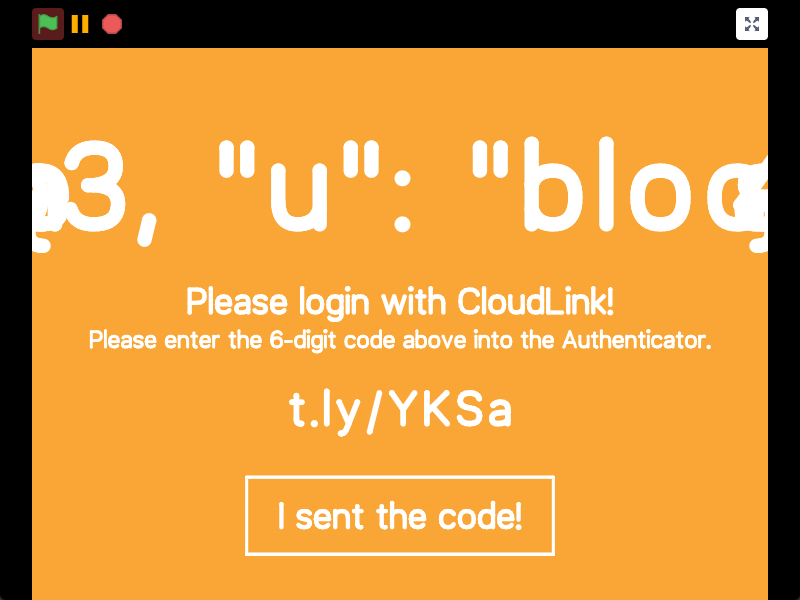 3, "u": "bloc
Please login with CloudLink!
Please enter the 6-digit code above into the Authenticator.
t.ly/YKSa
I sent the code!